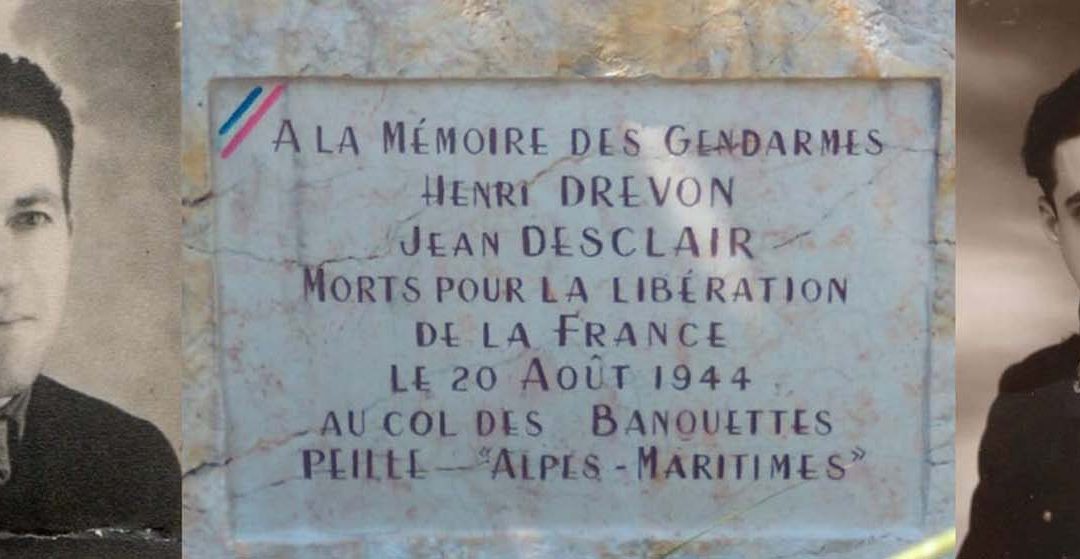 A LA MÉMOIRE DES GENDARMES
HENRI DREVON
JEAN DESCLAIR
MORTS POUR LA LIBÉRATION
DE LA FRANCE
LE 20 AOÛT 1944
AU COL DES BANQUETTES
PEILLE "ALPES-MARITIMES"